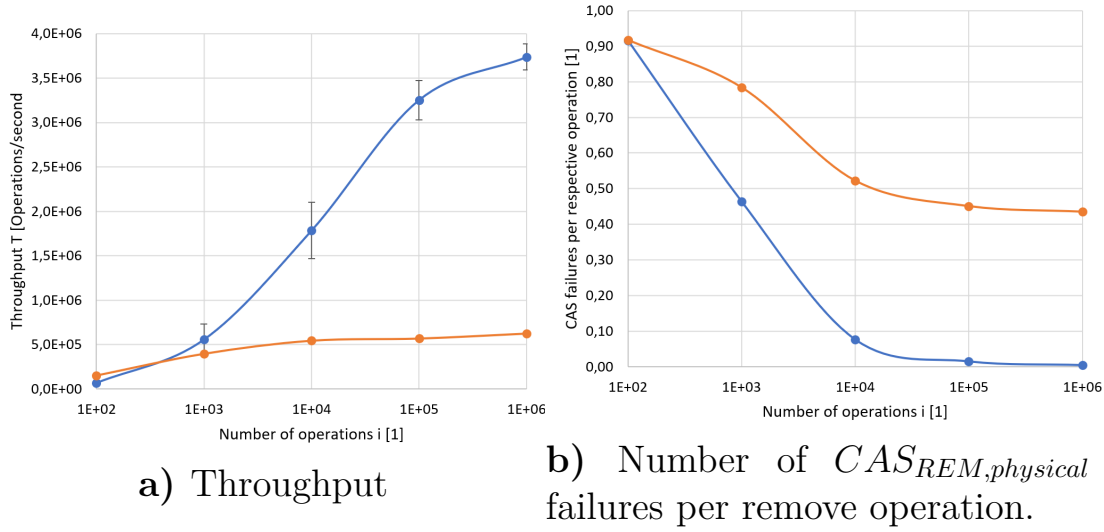 4,0E+06
3,5E+06
3,0E+06
2,5E+06
2,0E+06
1,5E+06
1,0E+06
5,0E+05
0,0E+00
Throughput T [Operations/second
1E+02 1E+03 1E+04 1E+05 1E+06
Number of operations i [1]
a) Throughput
1,00
0,90
0,80
0,70
0,60
0,50
0,40
0,30
0,20
0,10
0,00
CAS failures per respective operation [1]
1E+02 1E+03 1E+04 1E+05 1E+06
Number of operations i [1]
b) Number of CAS_{REM,physical}
failures per remove operation.